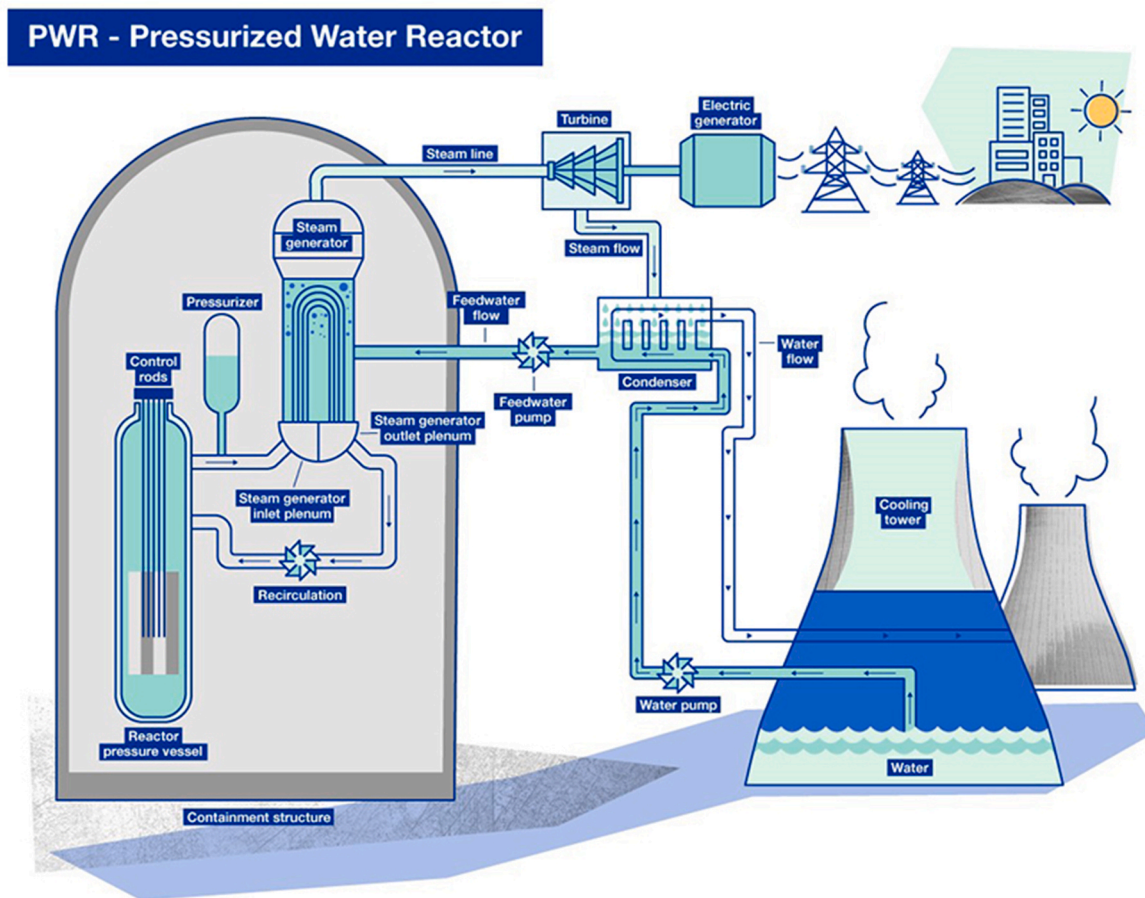 PWR - Pressurized Water Reactor
Turbine
Electric
generator
Steam line
Steam
generator
Steam flow
Pressurizer
Feedwater
flow
Control
rods
Water
flow
Condenser
Feedwater
pump
Steam generator
outlet plenum
Steam generator
inlet plenum
Cooling
tower
Recirculation
Water pump
Reactor
pressure vessel
Water
Containment structure